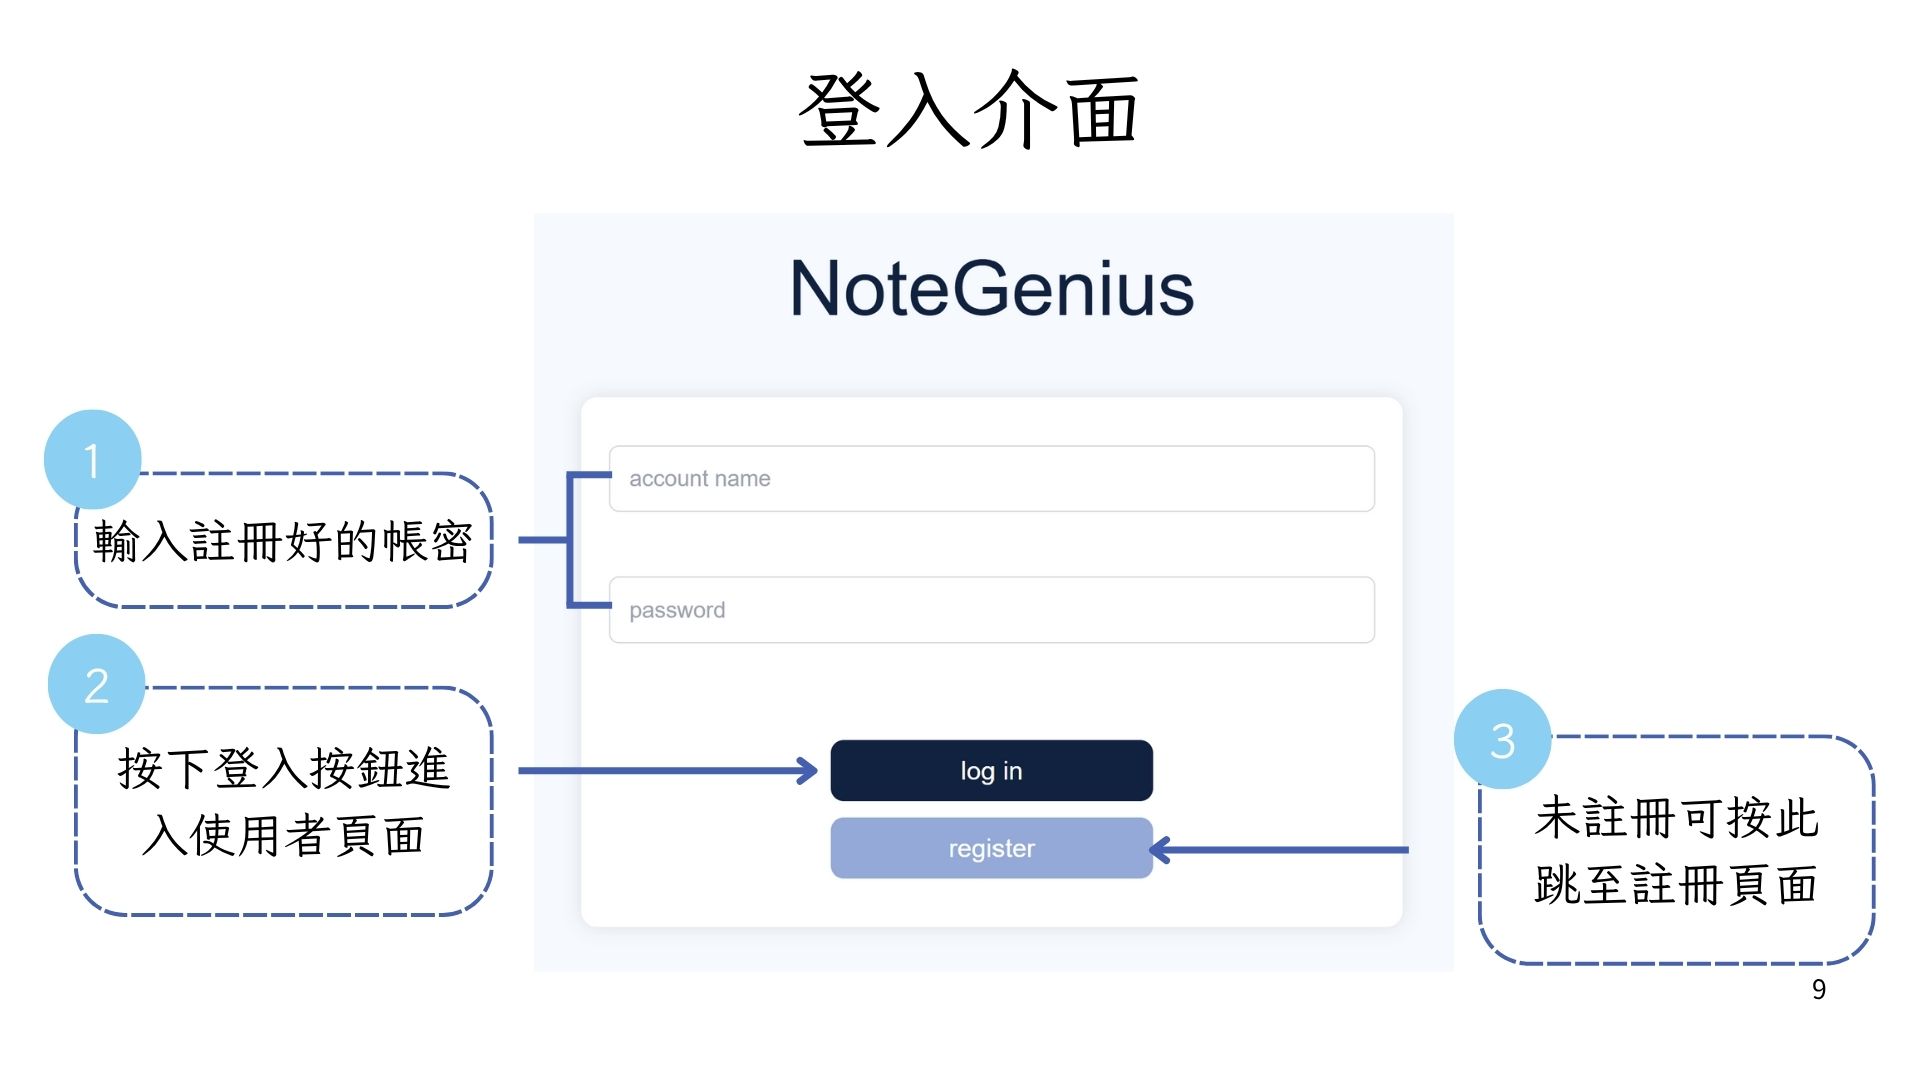 登入介面
NoteGenius
1
輸入註冊好的帳密
account name
password
2
按下登入按鈕進
入使用者頁面
log in
register
3
未註冊可按此
跳至註冊頁面
9